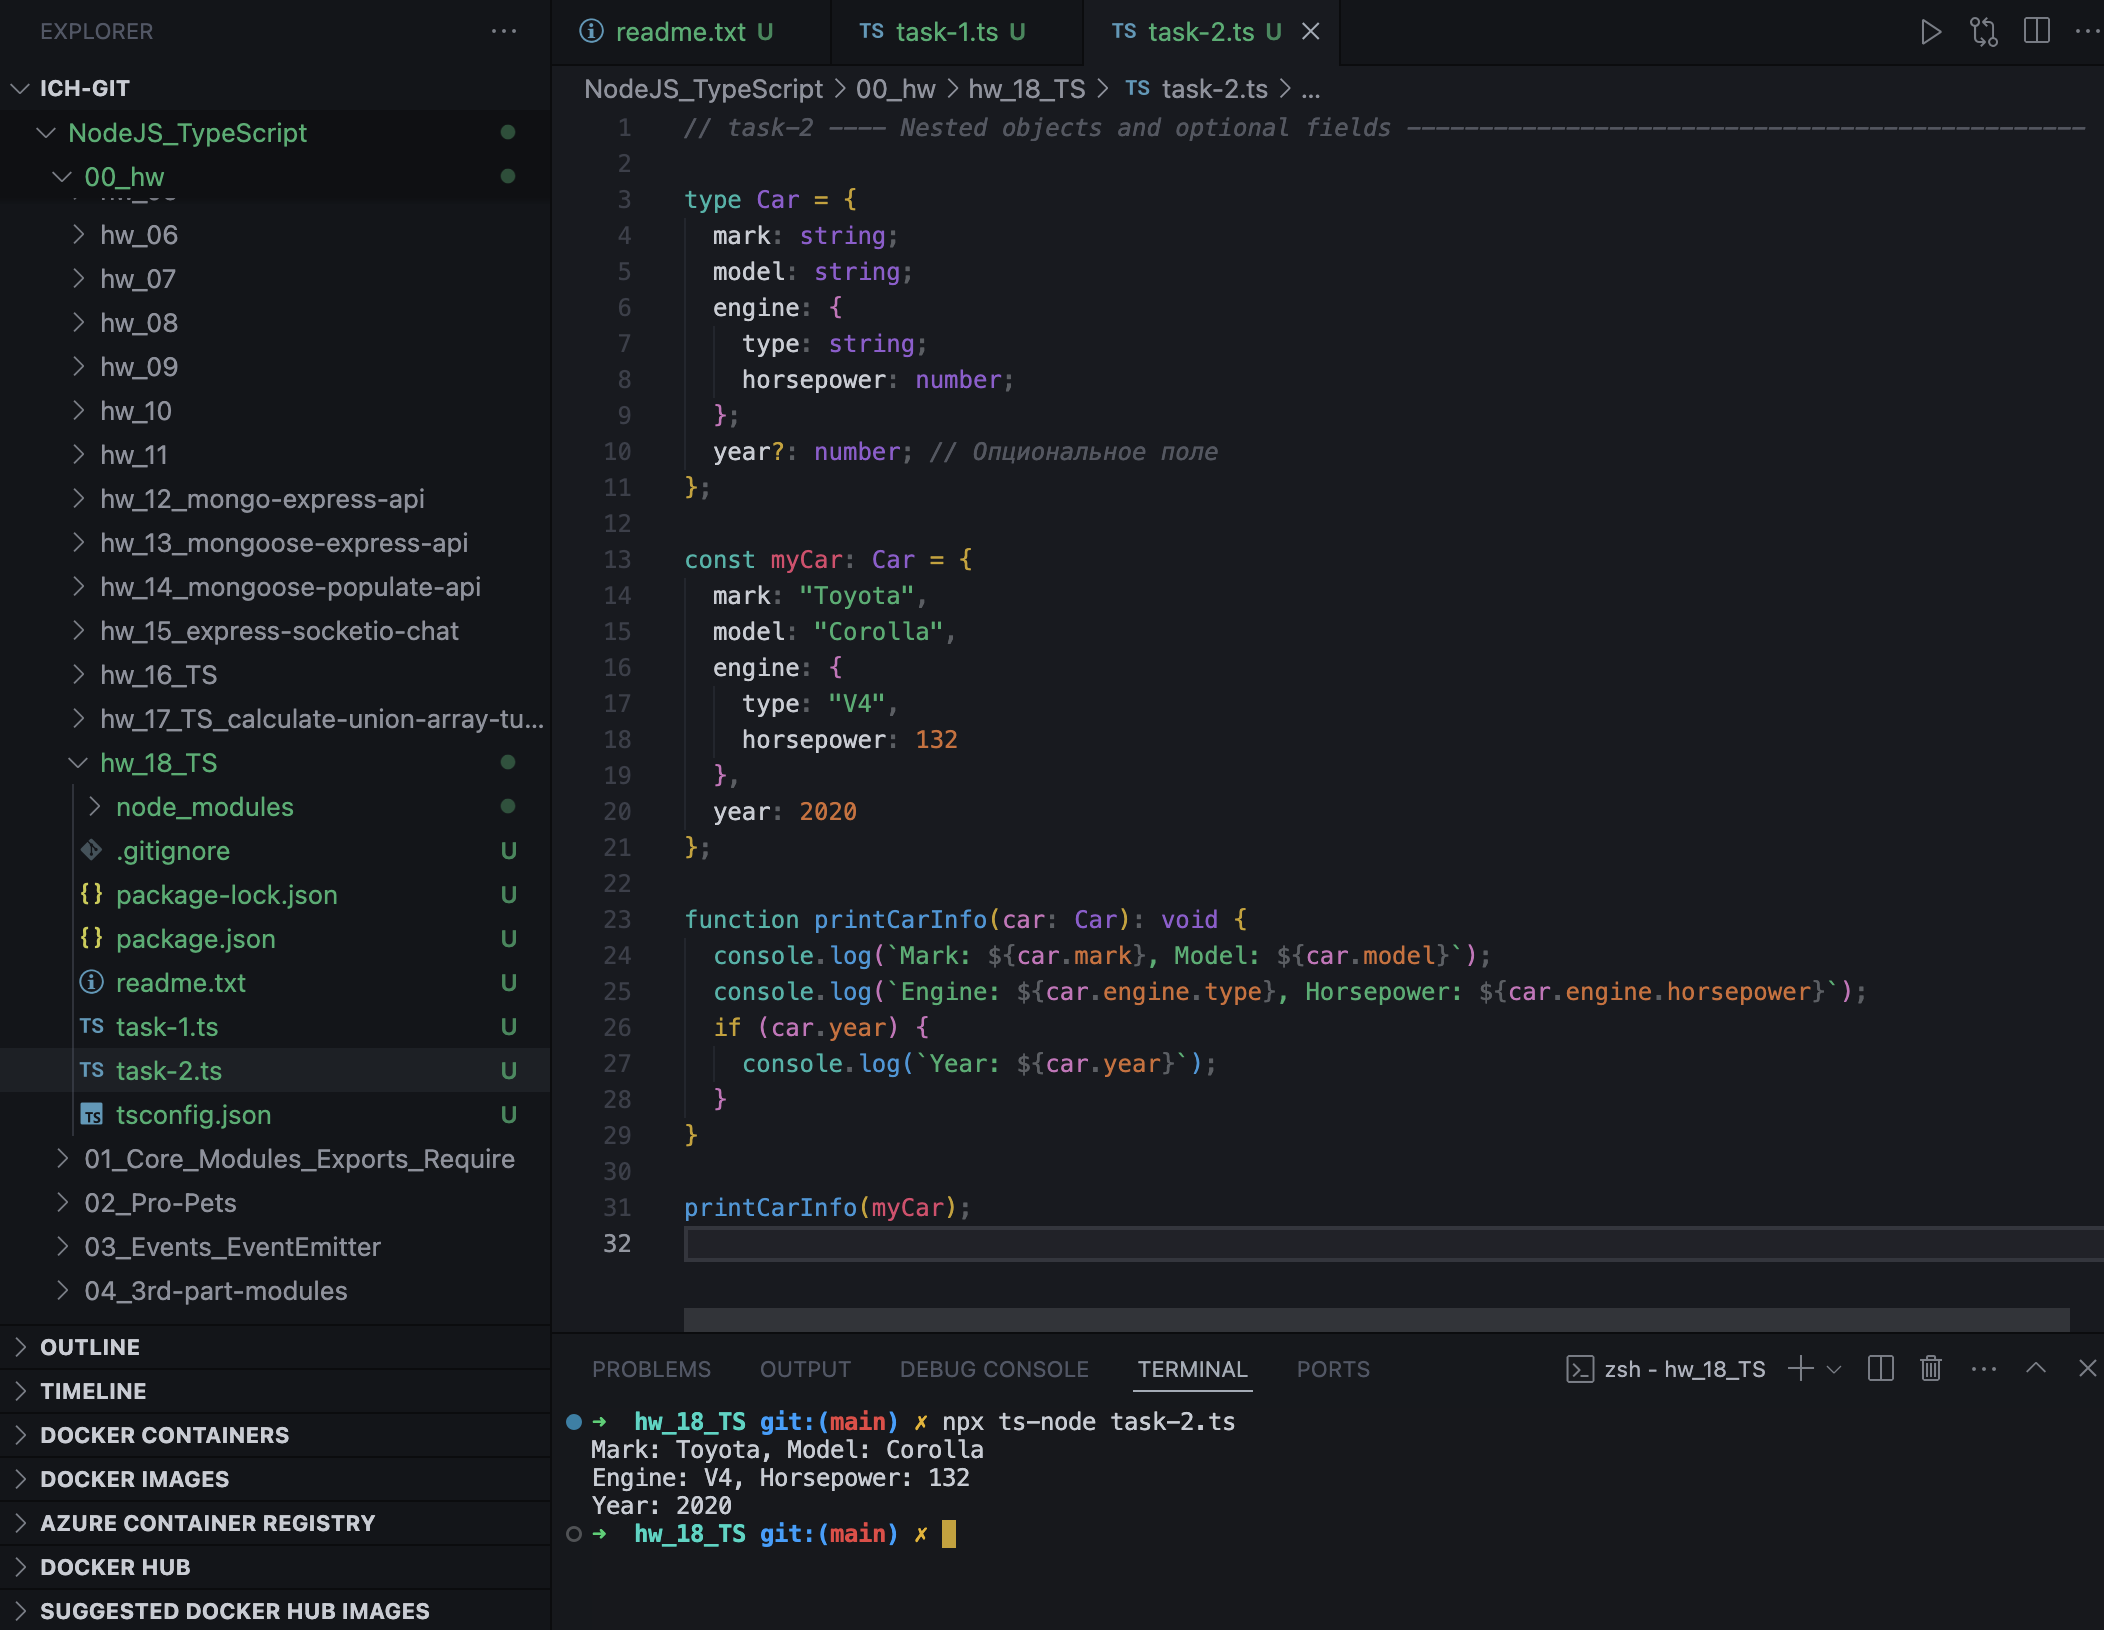 EXPLORER
ICH-GIT
NodeJS_TypeScript
00_hw
hw_06
hw_07
hw_08
hw_09
hw_10
hw_11
hw_12_mongo-express-api
hw_13_mongoose-express-api
hw_14_mongoose-populate-api
hw_15_express-socketio-chat
hw_16_TS
hw_17_TS_calculate-union-array-tu...
hw_18_TS
node_modules
.gitignore U
package-lock.json U
package.json U
readme.txt U
TS task-1.ts U
TS task-2.ts U
TS tsconfig.json U
01_Core_Modules_Exports_Require
02_Pro-Pets
03_Events_EventEmitter
04_3rd-part-modules
OUTLINE
TIMELINE
DOCKER CONTAINERS
DOCKER IMAGES
AZURE CONTAINER REGISTRY
DOCKER HUB
SUGGESTED DOCKER HUB IMAGES
readme.txt U TS task-1.ts U TS task-2.ts U
NodeJS_TypeScript > 00_hw > hw_18_TS > TS task-2.ts > ...
1 // task-2 ---- Nested objects and optional fields -----------------------------------------------
2
3 type Car = {
4 mark: string;
5 model: string;
6 engine: {
7 type: string;
8 horsepower: number;
9 };
10 year?: number; // Опциональное поле
11 };
12
13 const myCar: Car = {
14 mark: "Toyota",
15 model: "Corolla",
16 engine: {
17 type: "V4",
18 horsepower: 132
19 },
20 year: 2020
21 };
22
23 function printCarInfo(car: Car): void {
24 console.log(`Mark: ${car.mark}, Model: ${car.model}`);
25 console.log(`Engine: ${car.engine.type}, Horsepower: ${car.engine.horsepower}`);
26 if (car.year) {
27 console.log(`Year: ${car.year}`);
28 }
29 }
30
31 printCarInfo(myCar);
32
PROBLEMS OUTPUT DEBUG CONSOLE TERMINAL PORTS zsh - hw_18_TS
➜ hw_18_TS git:(main) ✗ npx ts-node task-2.ts
Mark: Toyota, Model: Corolla
Engine: V4, Horsepower: 132
Year: 2020
➜ hw_18_TS git:(main) ✗